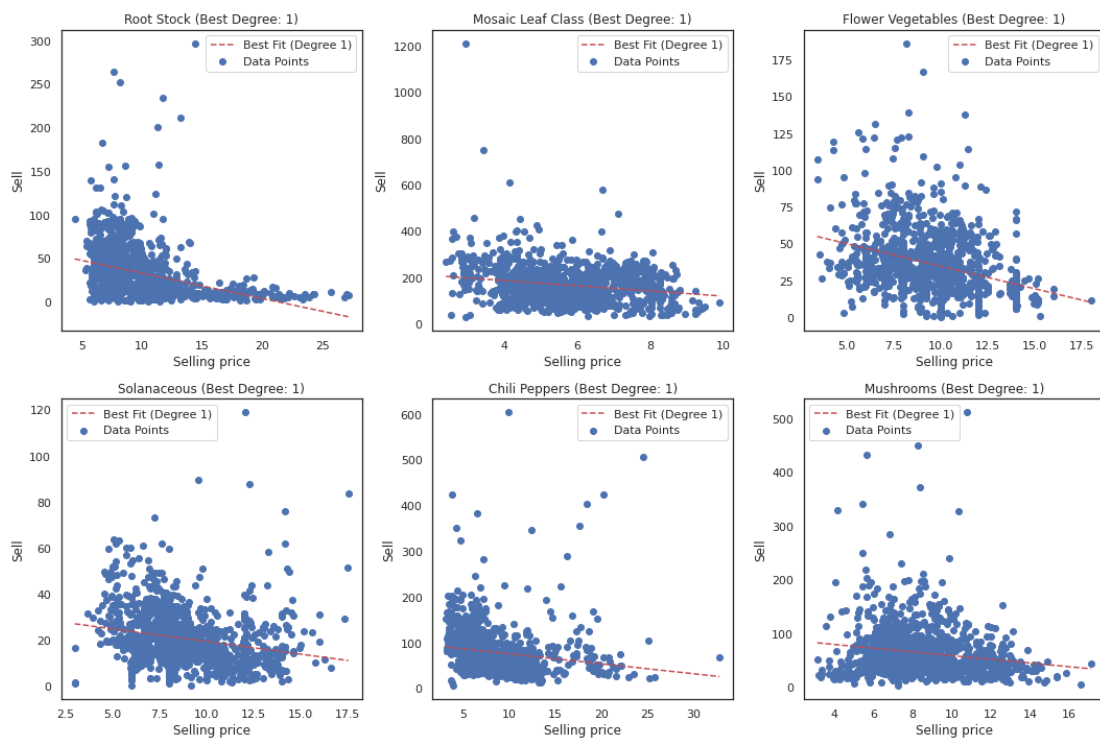 Root Stock (Best Degree: 1)
Best Fit (Degree 1)
Data Points
300
250
200
150
100
50
0
Sell
5 10 15 20 25
Selling price
Mosaic Leaf Class (Best Degree: 1)
Best Fit (Degree 1)
Data Points
1200
1000
800
600
400
200
0
Sell
4 6 8 10
Selling price
Flower Vegetables (Best Degree: 1)
Best Fit (Degree 1)
Data Points
175
150
125
100
75
50
25
0
Sell
5.0 7.5 10.0 12.5 15.0 17.5
Selling price
Solanaceous (Best Degree: 1)
Best Fit (Degree 1)
Data Points
120
100
80
60
40
20
0
Sell
2.5 5.0 7.5 10.0 12.5 15.0 17.5
Selling price
Chili Peppers (Best Degree: 1)
Best Fit (Degree 1)
Data Points
600
500
400
300
200
100
0
Sell
5 10 15 20 25 30
Selling price
Mushrooms (Best Degree: 1)
Best Fit (Degree 1)
Data Points
500
400
300
200
100
0
Sell
4 6 8 10 12 14 16
Selling price